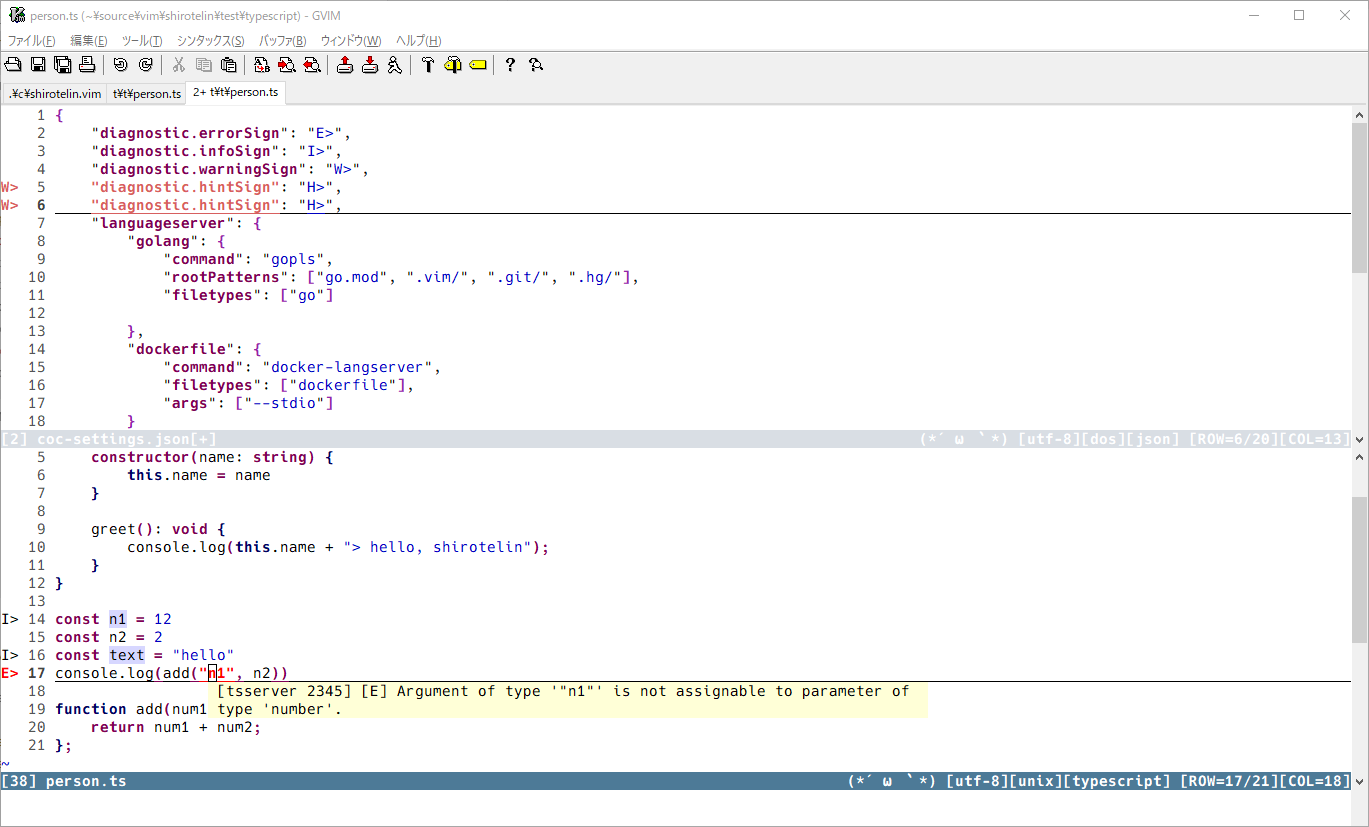 person.ts (~¥source¥vim¥shirotelin¥test¥typescript) - GVIM
ファイル(F) 編集(E) ツール(T) シンタックス(S) バッファ(B) ウィンドウ(W) ヘルプ(H)
.¥c¥shirotelin.vim t¥t¥person.ts 2+ t¥t¥person.ts
1 {
2 "diagnostic.errorSign": "E>",
3 "diagnostic.infoSign": "I>",
4 "diagnostic.warningSign": "W>",
W> 5 "diagnostic.hintSign": "H>",
W> 6 "diagnostic.hintSign": "H>",
7 "languageserver": {
8 "golang": {
9 "command": "gopls",
10 "rootPatterns": ["go.mod", ".vim/", ".git/", ".hg/"],
11 "filetypes": ["go"]
12
13 },
14 "dockerfile": {
15 "command": "docker-langserver",
16 "filetypes": ["dockerfile"],
17 "args": ["--stdio"]
18 }
[2] coc-settings.json[+] (*´ ω ｀*) [utf-8][dos][json] [ROW=6/20][COL=13]
5 constructor(name: string) {
6 this.name = name
7 }
8
9 greet(): void {
10 console.log(this.name + "> hello, shirotelin");
11 }
12 }
13
I> 14 const n1 = 12
15 const n2 = 2
I> 16 const text = "hello"
E> 17 console.log(add("n1", n2))
18 [tsserver 2345] [E] Argument of type '"n1"' is not assignable to parameter of
19 function add(num1 type 'number'.
20 return num1 + num2;
21 };
~
[38] person.ts (*´ ω ｀*) [utf-8][unix][typescript] [ROW=17/21][COL=18]